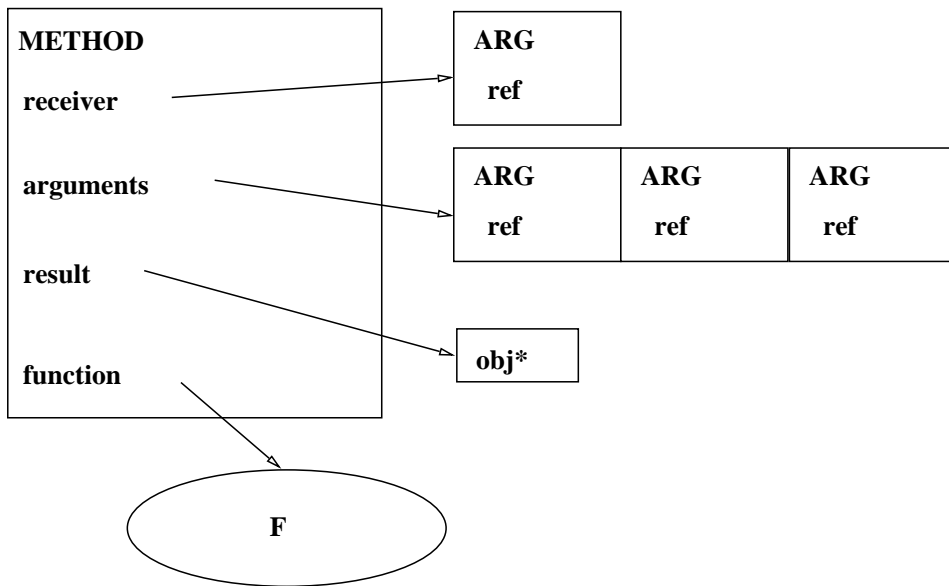 METHOD
receiver
arguments
result
function
ARG
ref
ARG
ref
ARG
ref
ARG
ref
obj*
F